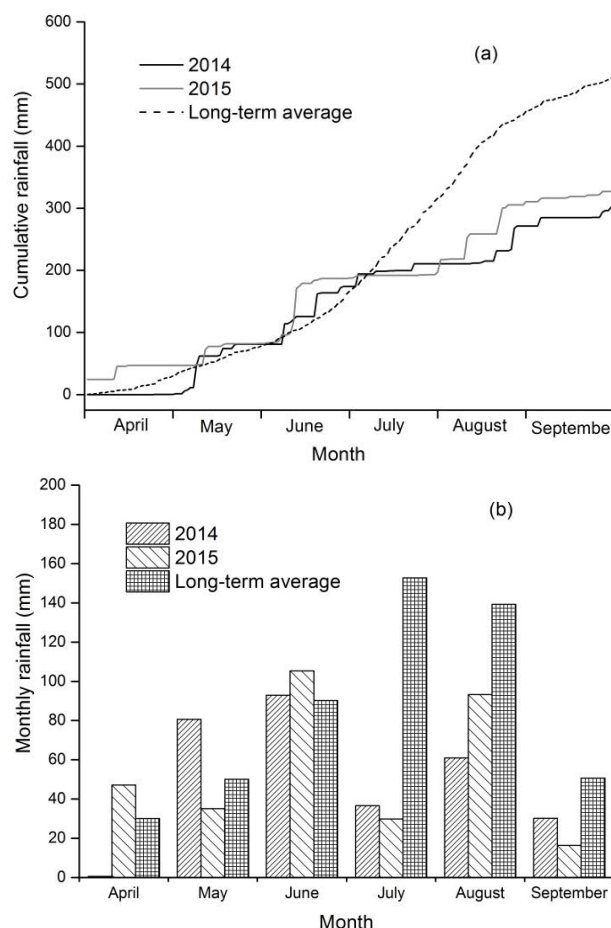 600
500
400
300
200
100
0
Cumulative rainfall (mm)
(a)
2014
2015
Long-term average
April May June July August September
Month
200
180
160
140
120
100
80
60
40
20
0
Monthly rainfall (mm)
(b)
2014
2015
Long-term average
April May June July August September
Month